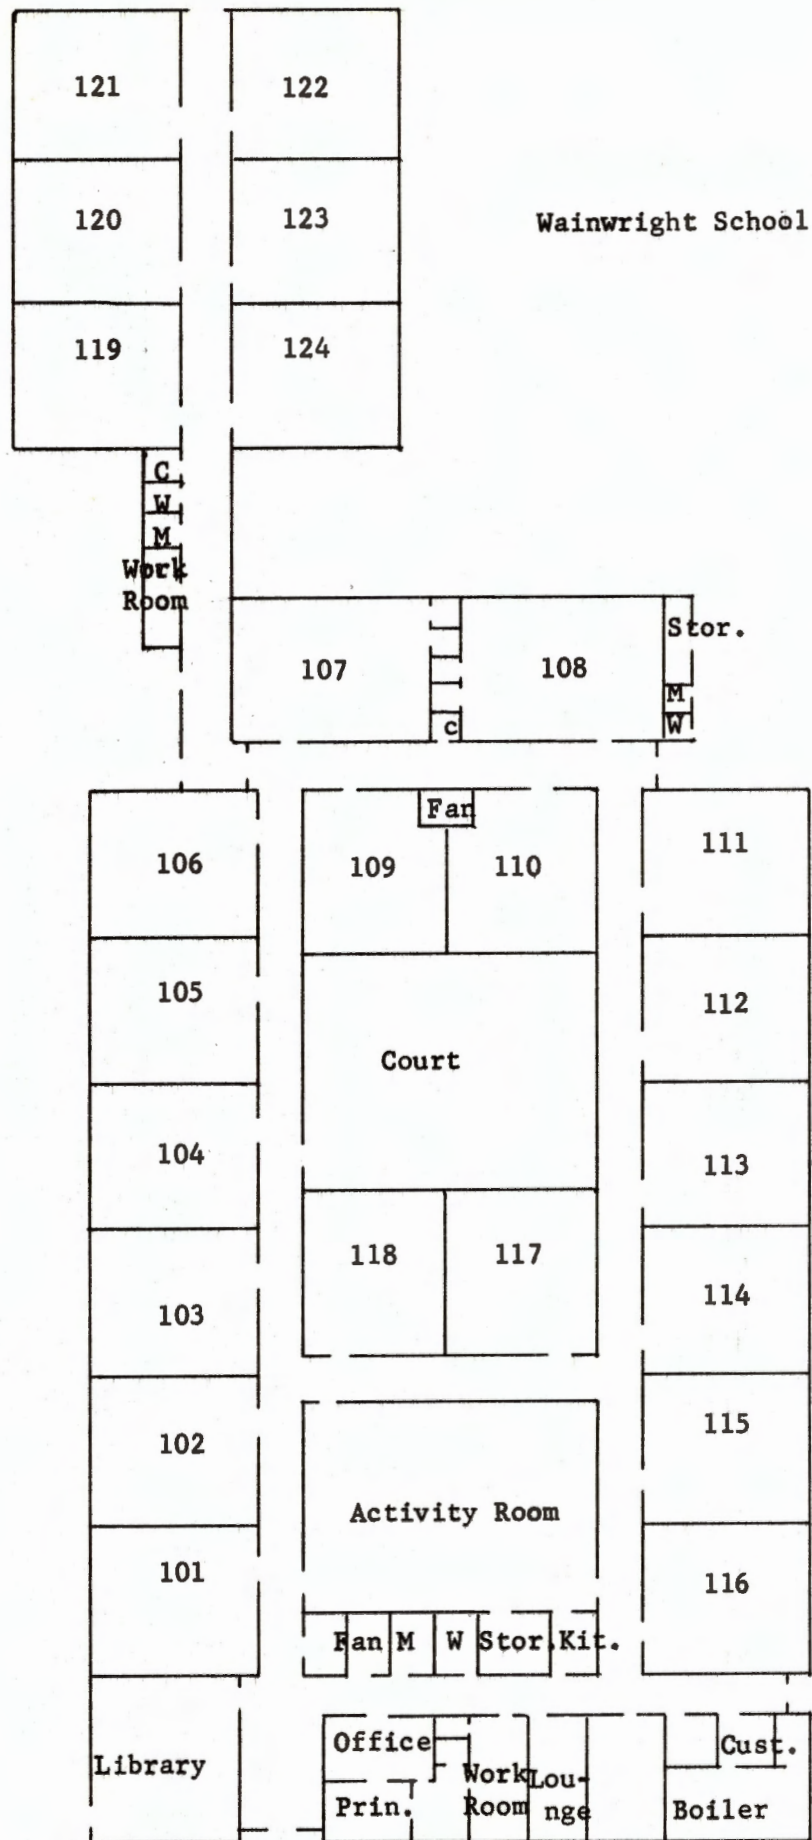 121
122
120
123
Wainwright School
119
124
C
W
M
Work
Room
107
108
Stor.
M
W
c
Fan
106
109
110
111
105
112
Court
104
113
118
117
114
103
102
115
Activity Room
101
116
Fan M W Stor. Kit.
Office
Cust.
Library
Work
Room
Lou-
nge
Prin.
Boiler